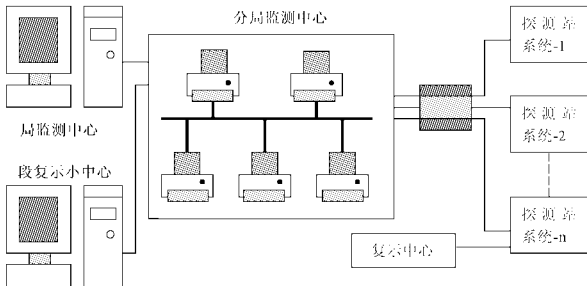 分局监测中心
探测站
系统-1
局监测中心
探测站
系统-2
段复示小中心
探测站
系统-n
复示中心